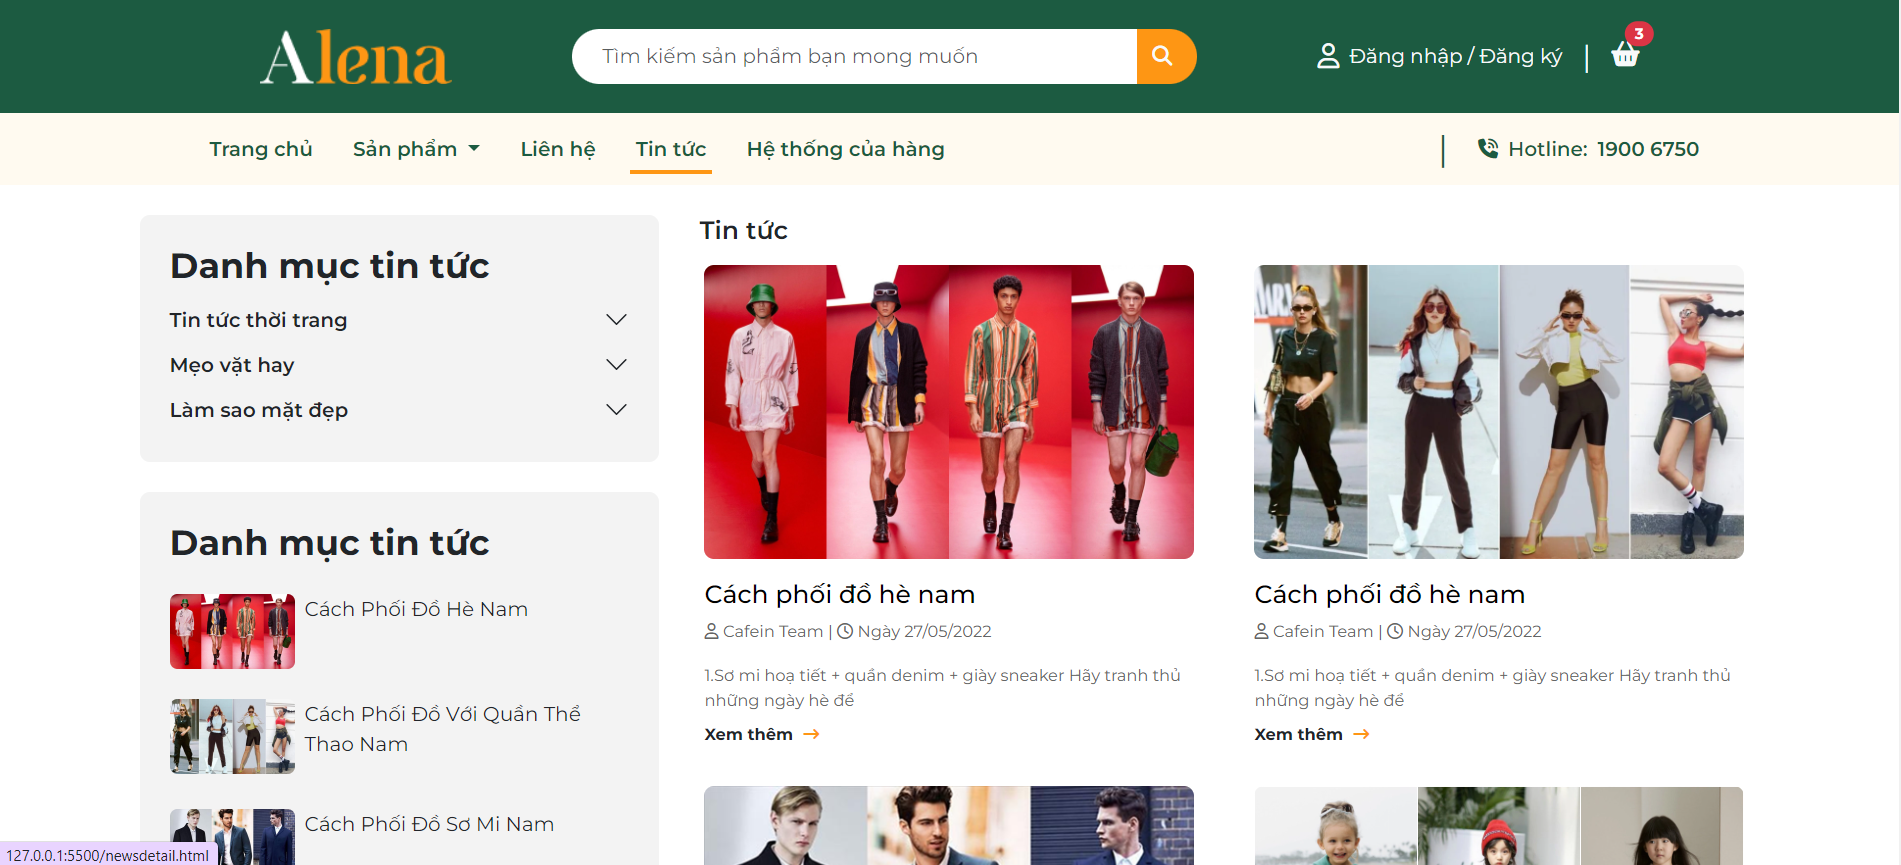 Alena
Tìm kiếm sản phẩm bạn mong muốn
Đăng nhập / Đăng ký
3
Trang chủ
Sản phẩm
Liên hệ
Tin tức
Hệ thống của hàng
Hotline: 1900 6750
Danh mục tin tức
Tin tức thời trang
Mẹo vặt hay
Làm sao mặt đẹp
Danh mục tin tức
Cách Phối Đồ Hè Nam
Cách Phối Đồ Với Quần Thể
Thao Nam
Cách Phối Đồ Sơ Mi Nam
Tin tức
Cách phối đồ hè nam
Cafein Team | Ngày 27/05/2022
1.Sơ mi hoạ tiết + quần denim + giày sneaker Hãy tranh thủ
những ngày hè để
Xem thêm
Cách phối đồ hè nam
Cafein Team | Ngày 27/05/2022
1.Sơ mi hoạ tiết + quần denim + giày sneaker Hãy tranh thủ
những ngày hè để
Xem thêm
127.0.0.1:5500/newsdetail.html